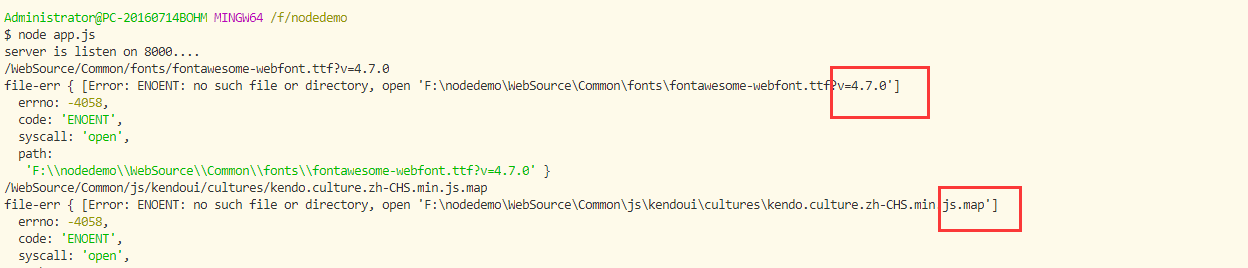 Administrator@PC-20160714BOHM MINGW64 /f/nodedemo
$ node app.js
server is listen on 8000....
/WebSource/Common/fonts/fontawesome-webfont.ttf?v=4.7.0
file-err { [Error: ENOENT: no such file or directory, open 'F:\nodedemo\WebSource\Common\fonts\fontawesome-webfont.ttf?v=4.7.0']
  errno: -4058,
  code: 'ENOENT',
  syscall: 'open',
  path:
   'F:\\nodedemo\\WebSource\\Common\\fonts\\fontawesome-webfont.ttf?v=4.7.0' }
/WebSource/Common/js/kendoui/cultures/kendo.culture.zh-CHS.min.js.map
file-err { [Error: ENOENT: no such file or directory, open 'F:\nodedemo\WebSource\Common\js\kendoui\cultures\kendo.culture.zh-CHS.min.js.map']
  errno: -4058,
  code: 'ENOENT',
  syscall: 'open',